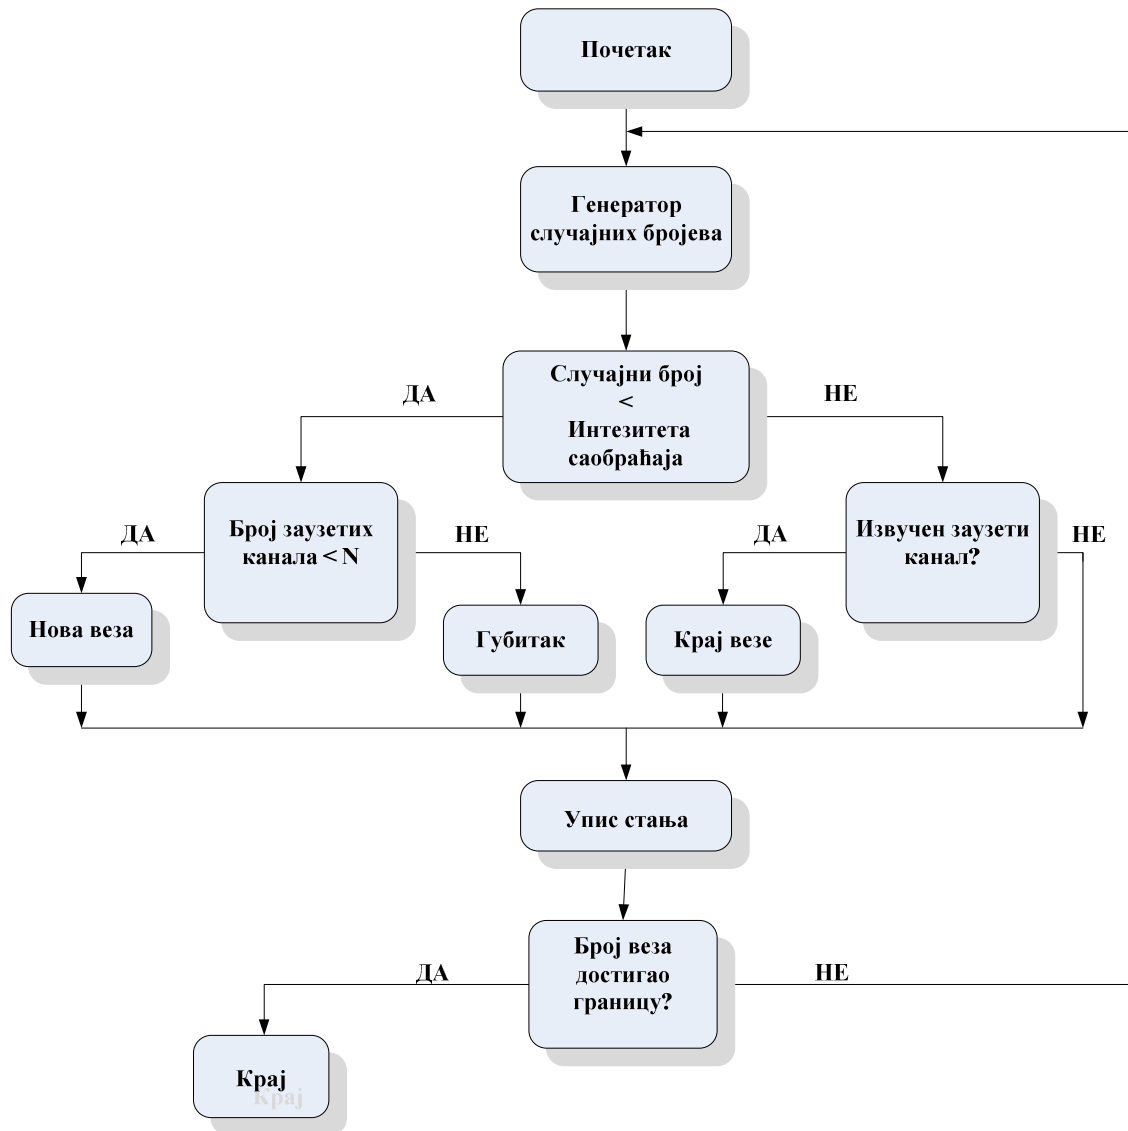 Почетак
Генератор
случајних бројева
Случајни број
<
Интезитета
саобраћаја
ДА
НЕ
Број заузетих
канала < N
Извучен заузети
канал?
ДА
НЕ
ДА
НЕ
Нова веза
Губитак
Крај везе
Упис стања
Број веза
достигао
границу?
ДА
НЕ
Крај
Крај